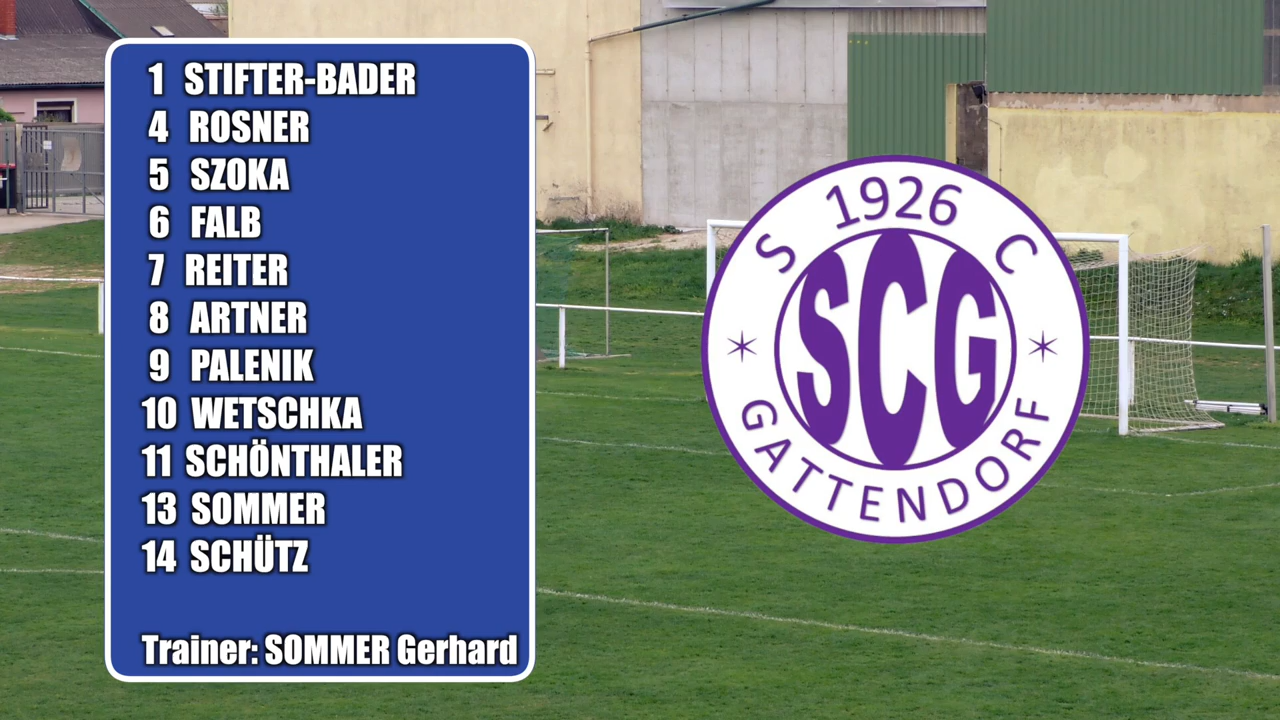 1 STIFTER-BADER
4 ROSNER
5 SZOKA
6 FALB
7 REITER
8 ARTNER
9 PALENIK
10 WETSCHKA
11 SCHÖNTHALER
13 SOMMER
14 SCHÜTZ
Trainer: SOMMER Gerhard
S 1926 C
SCG
GATTENDORF